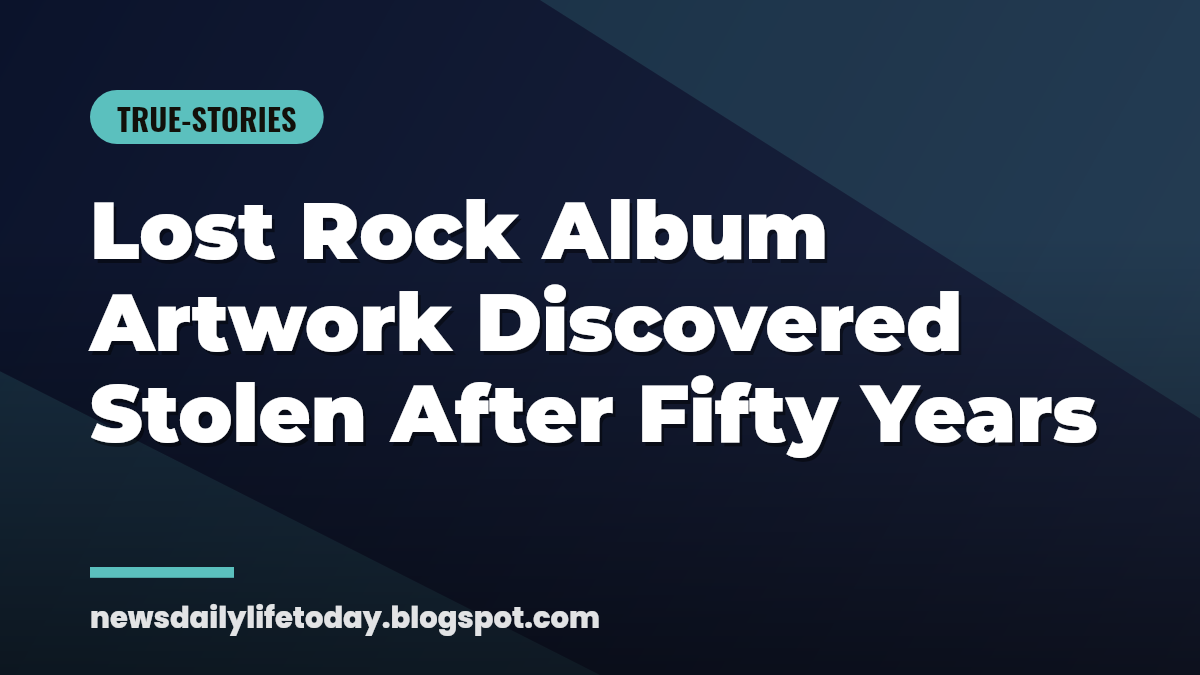 TRUE-STORIES
Lost Rock Album
Artwork Discovered
Stolen After Fifty Years
newsdailylifetoday.blogspot.com